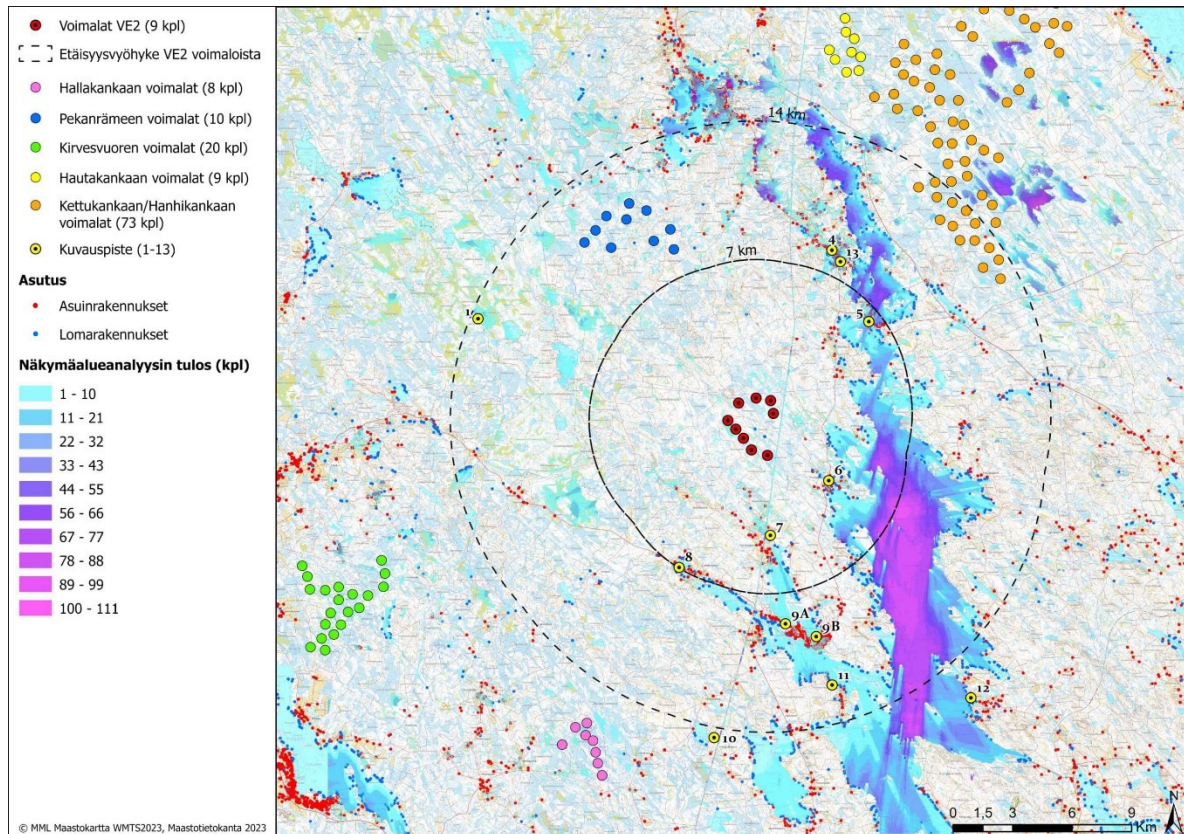 Voimalat VE2 (9 kpl)
Etäisyysvyöhyke VE2 voimaloista
Hallakankaan voimalat (8 kpl)
Pekanrämeen voimalat (10 kpl)
Kirvesvuoren voimalat (20 kpl)
Hautakankaan voimalat (9 kpl)
Kettukankaan/Hanhikankaan
voimalat (73 kpl)
Kuvauspiste (1-13)
Asutus
Asuinrakennukset
Lomarakennukset
Näkymäalueanalyysin tulos (kpl)
1 - 10
11 - 21
22 - 32
33 - 43
44 - 55
56 - 66
67 - 77
78 - 88
89 - 99
100 - 111
© MML Maastokartta WMTS2023, Maastotietokanta 2023
14 km
7 km
4
13
5
6
7
8
9A
9B
11
12
10
N
0 1,5 3 6 9
Km